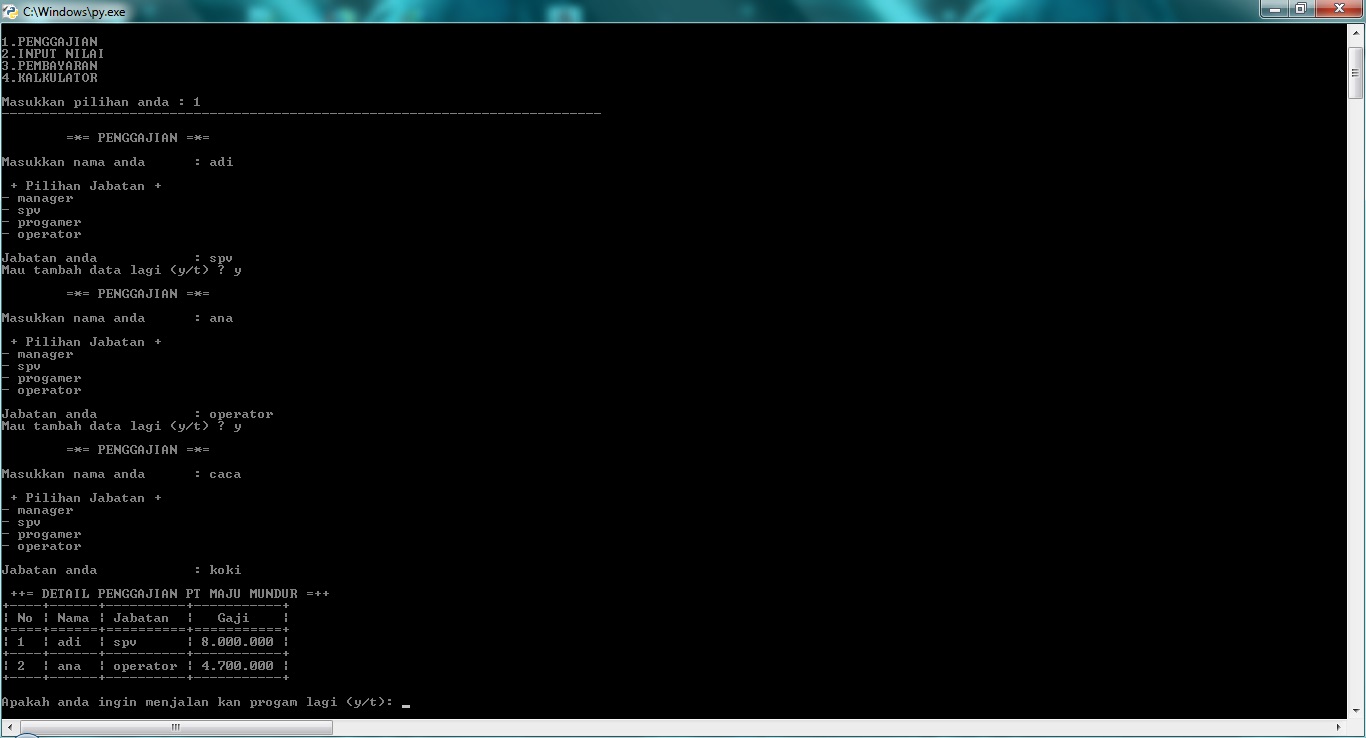 C:\Windows\py.exe
1.PENGGAJIAN
2.INPUT NILAI
3.PEMBAYARAN
4.KALKULATOR
Masukkan pilihan anda : 1
---------------------------------------------------------------------------
=*= PENGGAJIAN =*=
Masukkan nama anda      : adi
+ Pilihan Jabatan +
- manager
- spv
- progamer
- operator
Jabatan anda            : spv
Mau tambah data lagi (y/t) ? y
=*= PENGGAJIAN =*=
Masukkan nama anda      : ana
+ Pilihan Jabatan +
- manager
- spv
- progamer
- operator
Jabatan anda            : operator
Mau tambah data lagi (y/t) ? y
=*= PENGGAJIAN =*=
Masukkan nama anda      : caca
+ Pilihan Jabatan +
- manager
- spv
- progamer
- operator
Jabatan anda            : koki
++= DETAIL PENGGAJIAN PT MAJU MUNDUR =++
+----+------+----------+-----------+
| No | Nama | Jabatan  |   Gaji    |
+====+======+==========+===========+
| 1  | adi  | spv      | 8.000.000 |
+----+------+----------+-----------+
| 2  | ana  | operator | 4.700.000 |
+----+------+----------+-----------+
Apakah anda ingin menjalan kan progam lagi (y/t): _